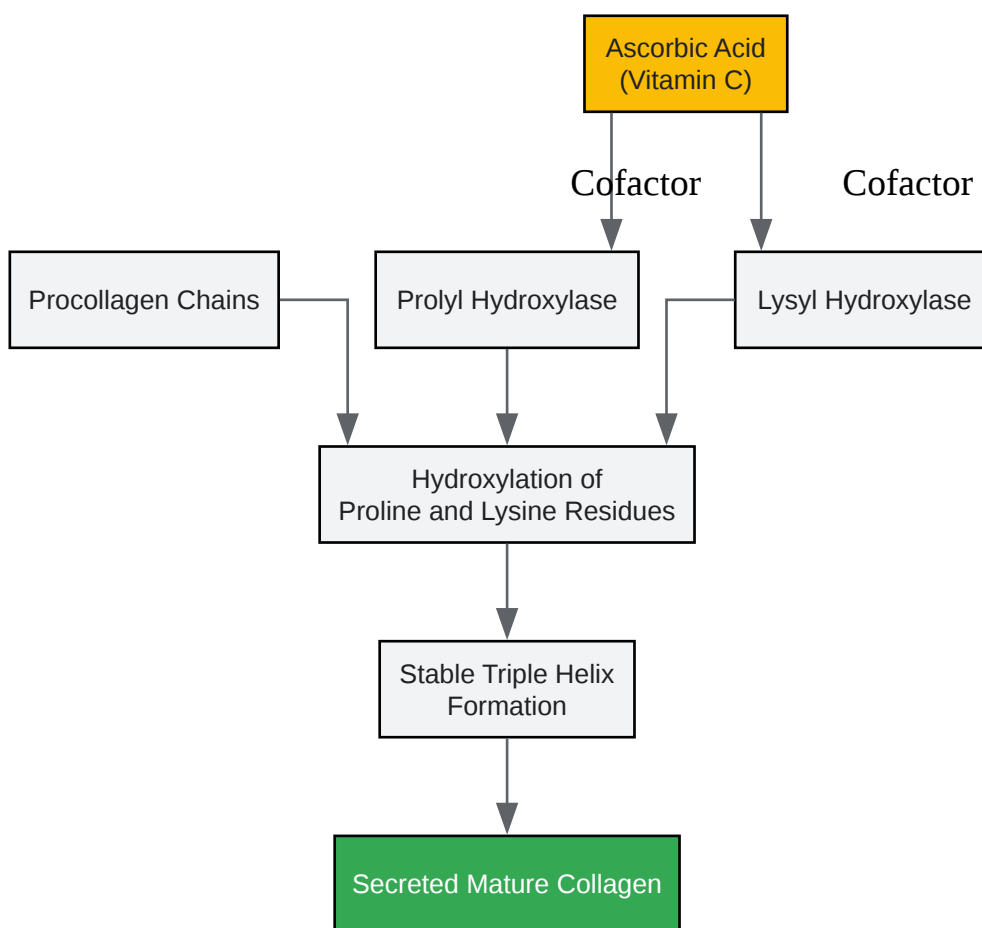 Ascorbic Acid
(Vitamin C)
Cofactor
Cofactor
Procollagen Chains
Prolyl Hydroxylase
Lysyl Hydroxylase
Hydroxylation of
Proline and Lysine Residues
Stable Triple Helix
Formation
Secreted Mature Collagen